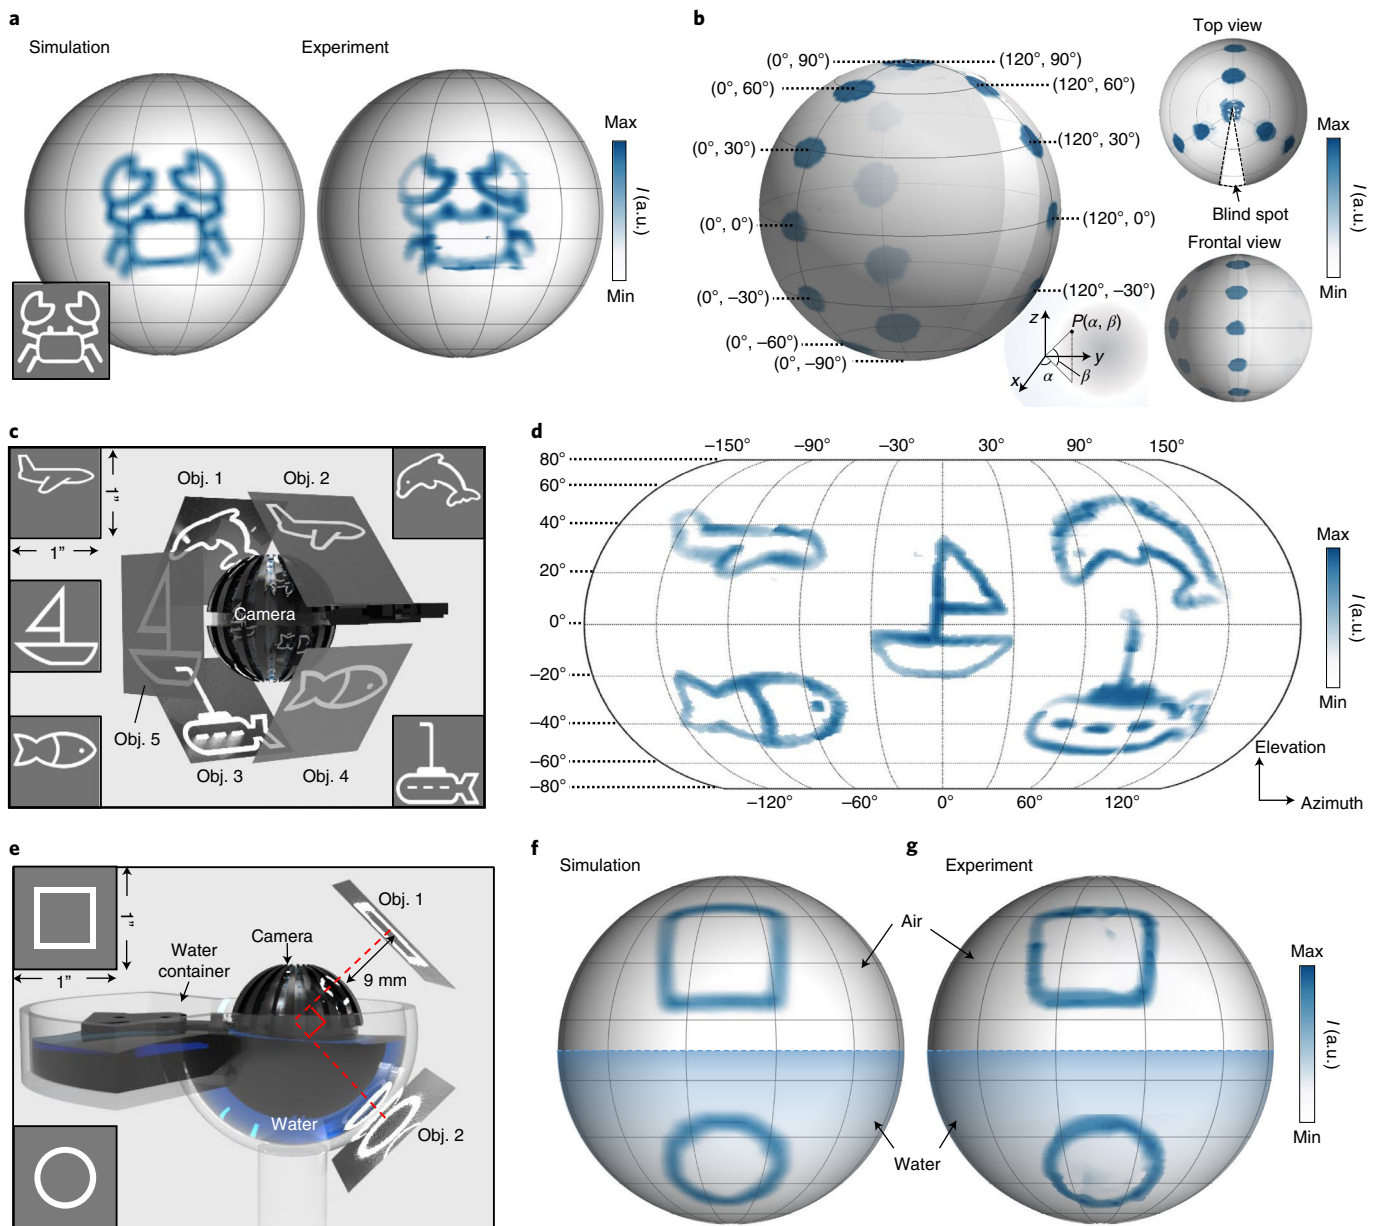 a
Simulation
Experiment
Max
I (a.u.)
Min
b
(0°, 90°)
(0°, 60°)
(0°, 30°)
(0°, 0°)
(0°, −30°)
(0°, −60°)
(0°, −90°)
(120°, 90°)
(120°, 60°)
(120°, 30°)
(120°, 0°)
(120°, −30°)
z
P(α, β)
y
x
α
β
Top view
Blind spot
Frontal view
Max
I (a.u.)
Min
c
1”
1”
Obj. 1
Obj. 2
Camera
Obj. 5
Obj. 3
Obj. 4
d
−150°
−90°
−30°
30°
90°
150°
80°
60°
40°
20°
0°
−20°
−40°
−60°
−80°
−120°
−60°
0°
60°
120°
Max
I (a.u.)
Min
Elevation
Azimuth
e
1”
1”
Water
container
Camera
Obj. 1
9 mm
Water
Obj. 2
f
Simulation
g
Experiment
Air
Water
Max
I (a.u.)
Min